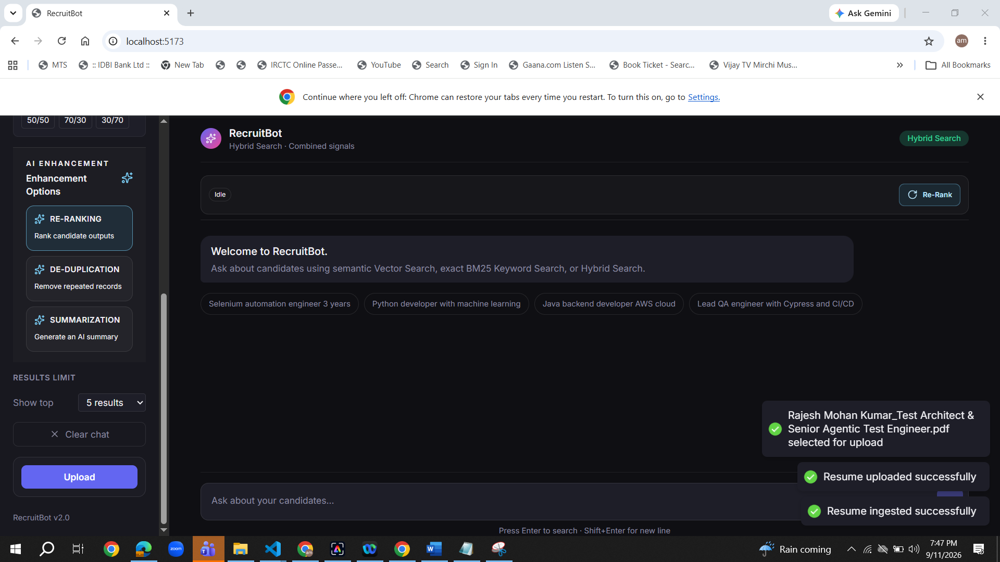 RecruitBot
Ask Gemini
localhost:5173
am
MTS
:: IDBI Bank Ltd ::
New Tab
IRCTC Online Passe...
YouTube
Search
Sign In
Gaana.com Listen S...
Book Ticket - Searc...
Vijay TV Mirchi Mus...
All Bookmarks
Continue where you left off: Chrome can restore your tabs every time you restart. To turn this on, go to Settings.
50/50
70/30
30/70
AI ENHANCEMENT
Enhancement
Options
RE-RANKING
Rank candidate outputs
DE-DUPLICATION
Remove repeated records
SUMMARIZATION
Generate an AI summary
RESULTS LIMIT
Show top
5 results
Clear chat
Upload
RecruitBot v2.0
RecruitBot
Hybrid Search · Combined signals
Hybrid Search
Idle
Re-Rank
Welcome to RecruitBot.
Ask about candidates using semantic Vector Search, exact BM25 Keyword Search, or Hybrid Search.
Selenium automation engineer 3 years
Python developer with machine learning
Java backend developer AWS cloud
Lead QA engineer with Cypress and CI/CD
Rajesh Mohan Kumar_Test Architect &
Senior Agentic Test Engineer.pdf
selected for upload
Resume uploaded successfully
Resume ingested successfully
Ask about your candidates...
Press Enter to search · Shift+Enter for new line
zoom
am
Rain coming
7:47 PM
9/11/2026